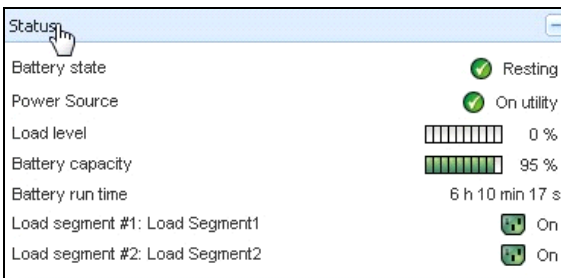 Status
Battery state Resting
Power Source On utility
Load level 0 %
Battery capacity 95 %
Battery run time 6 h 10 min 17 s
Load segment #1: Load Segment1 On
Load segment #2: Load Segment2 On